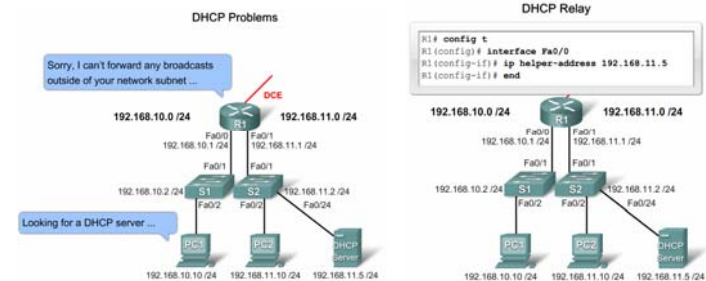 DHCP Problems
Sorry, I can't forward any broadcasts
outside of your network subnet ...
DCE
192.168.10.0 /24
192.168.11.0 /24
R1
Fa0/0
Fa0/1
192.168.10.1 /24
192.168.11.1 /24
Fa0/1
Fa0/1
192.168.10.2 /24
S1
S2
192.168.11.2 /24
Fa0/2
Fa0/2
Fa0/24
Looking for a DHCP server ...
PC1
PC2
DHCP
Server
192.168.10.10 /24
192.168.11.10 /24
192.168.11.5 /24
DHCP Relay
R1# config t
R1(config)# interface Fa0/0
R1(config-if)# ip helper-address 192.168.11.5
R1(config-if)# end
192.168.10.0 /24
192.168.11.0 /24
R1
Fa0/0
Fa0/1
192.168.10.1 /24
192.168.11.1 /24
Fa0/1
Fa0/1
192.168.10.2 /24
S1
S2
192.168.11.2 /24
Fa0/2
Fa0/2
Fa0/24
PC1
PC2
DHCP
Server
192.168.10.10 /24
192.168.11.10 /24
192.168.11.5 /24